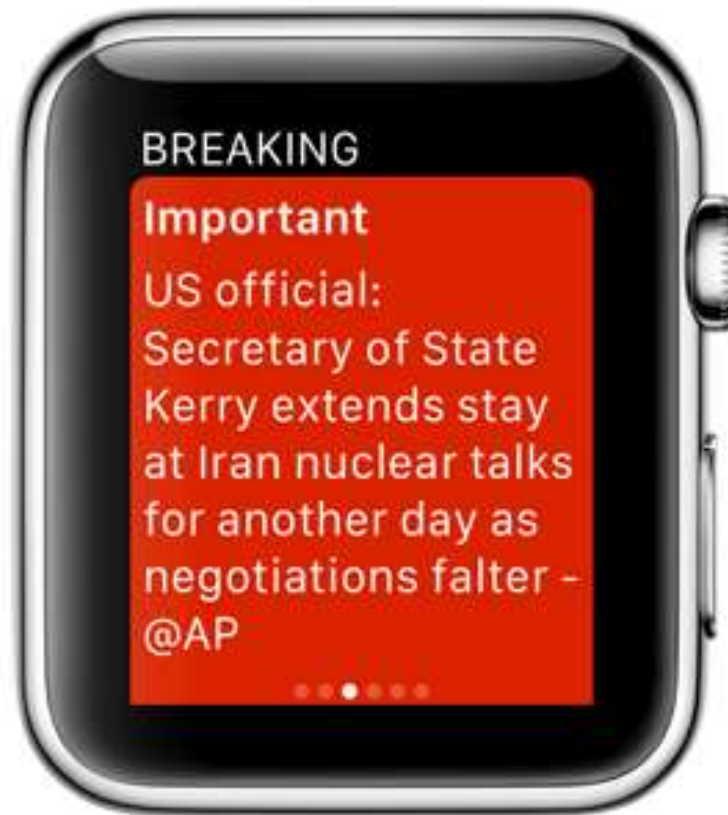 BREAKING
Important
US official:
Secretary of State
Kerry extends stay
at Iran nuclear talks
for another day as
negotiations falter -
@AP